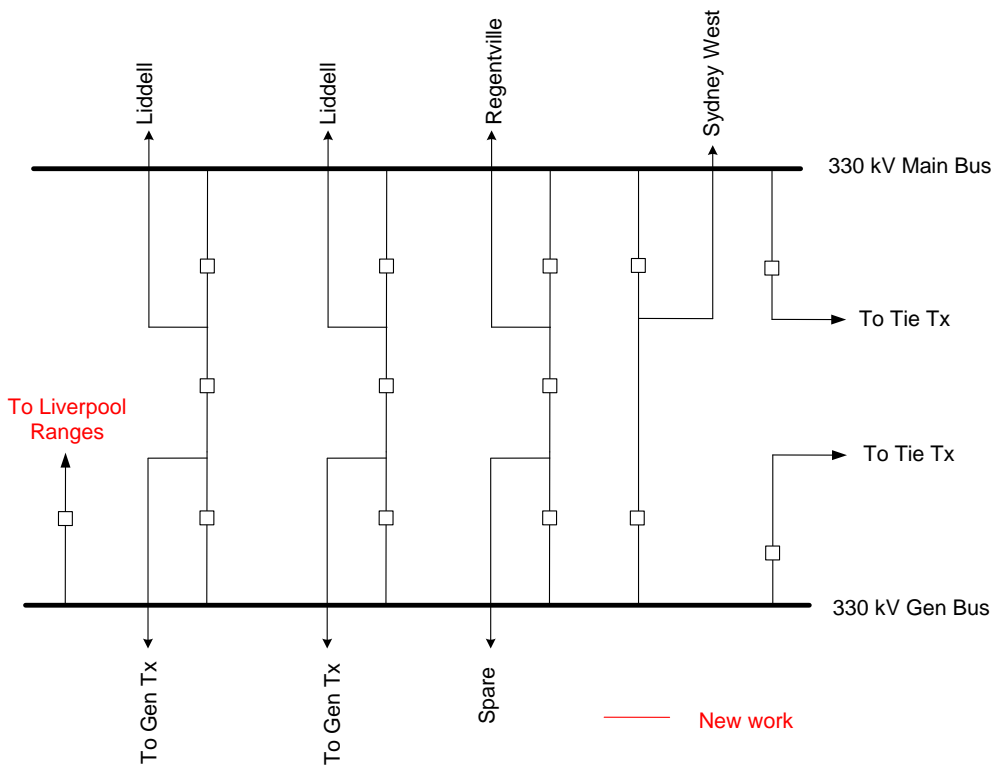 Liddell
Liddell
Regentville
Sydney West
330 kV Main Bus
To Tie Tx
To Liverpool
Ranges
To Tie Tx
330 kV Gen Bus
To Gen Tx
To Gen Tx
Spare
New work